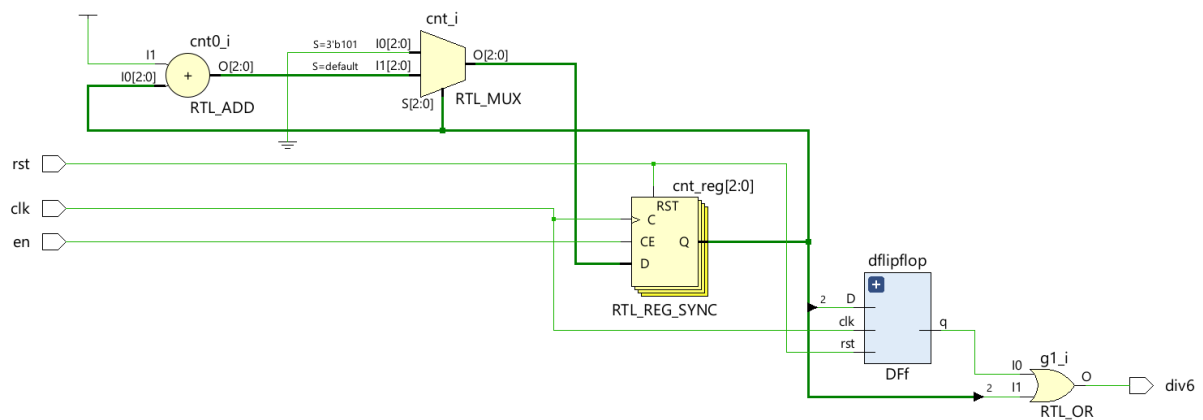 cnt_i
cnt0_i
S=3'b101
I0[2:0]
O[2:0]
I1
O[2:0]
S=default
I1[2:0]
I0[2:0]
+
S[2:0]
RTL_MUX
RTL_ADD
rst
cnt_reg[2:0]
RST
clk
C
en
CE
Q
D
dflipflop
RTL_REG_SYNC
2
D
clk
q
rst
DFf
g1_i
I0
O
2
I1
div6
RTL_OR